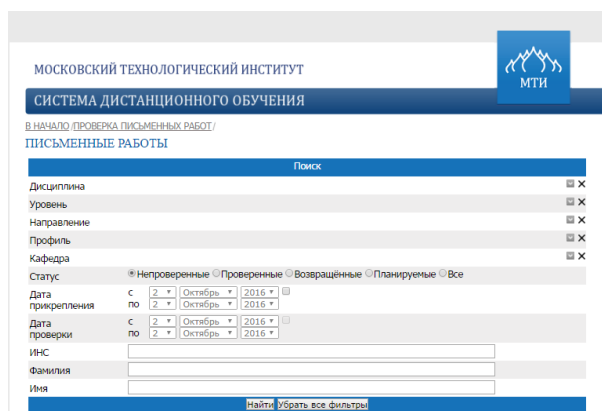 МОСКОВСКИЙ ТЕХНОЛОГИЧЕСКИЙ ИНСТИТУТ
МТИ
СИСТЕМА ДИСТАНЦИОННОГО ОБУЧЕНИЯ
В НАЧАЛО /ПРОВЕРКА ПИСЬМЕННЫХ РАБОТ/
ПИСЬМЕННЫЕ РАБОТЫ
Поиск
Дисциплина
Уровень
Направление
Профиль
Кафедра
Статус Непроверенные Проверенные Возвращённые Планируемые Все
Дата прикрепления
с 2 Октябрь 2016
по 2 Октябрь 2016
Дата проверки
с 2 Октябрь 2016
по 2 Октябрь 2016
ИНС
Фамилия
Имя
Найти Убрать все фильтры